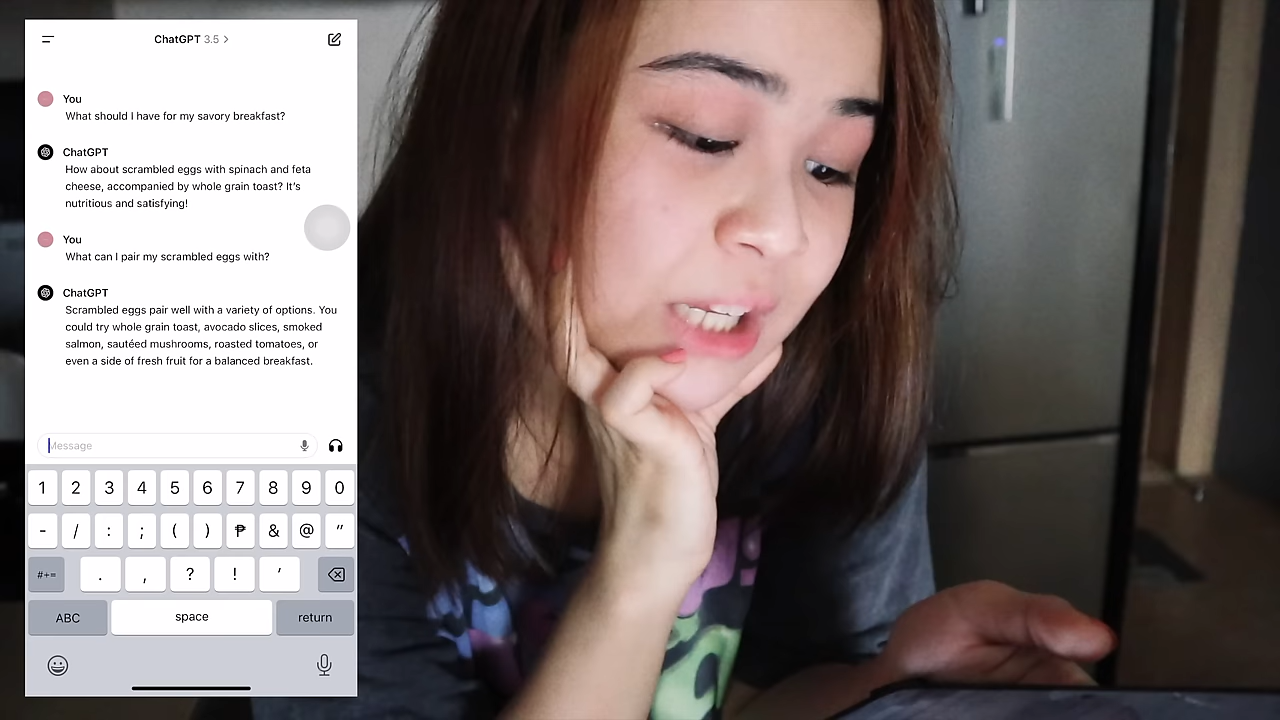 ChatGPT 3.5 >
You
What should I have for my savory breakfast?
ChatGPT
How about scrambled eggs with spinach and feta
cheese, accompanied by whole grain toast? It's
nutritious and satisfying!
You
What can I pair my scrambled eggs with?
ChatGPT
Scrambled eggs pair well with a variety of options. You
could try whole grain toast, avocado slices, smoked
salmon, sautéed mushrooms, roasted tomatoes, or
even a side of fresh fruit for a balanced breakfast.
Message
1 2 3 4 5 6 7 8 9 0
- / : ; ( ) ₱ & @ "
#+= . , ? ! '
ABC space return